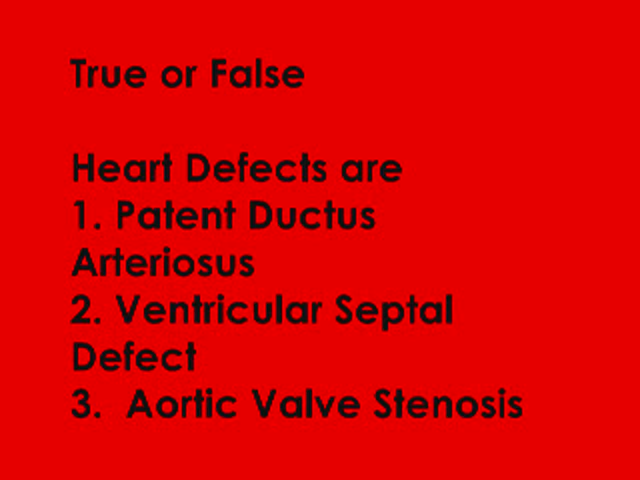 True or False
Heart Defects are
1. Patent Ductus
Arteriosus
2. Ventricular Septal
Defect
3. Aortic Valve Stenosis